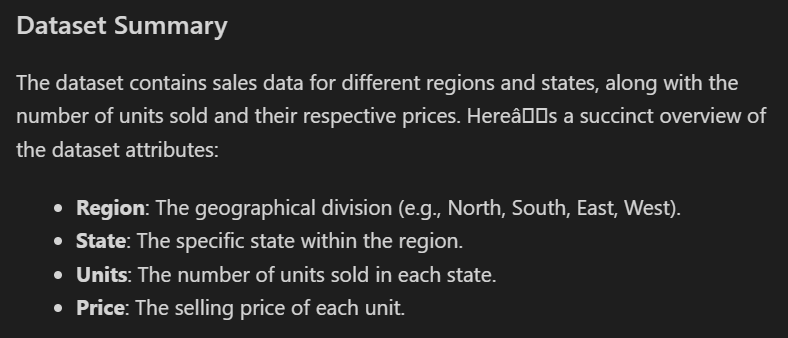 Dataset Summary
The dataset contains sales data for different regions and states, along with the
number of units sold and their respective prices. Hereâ□□s a succinct overview of
the dataset attributes:
• Region: The geographical division (e.g., North, South, East, West).
• State: The specific state within the region.
• Units: The number of units sold in each state.
• Price: The selling price of each unit.